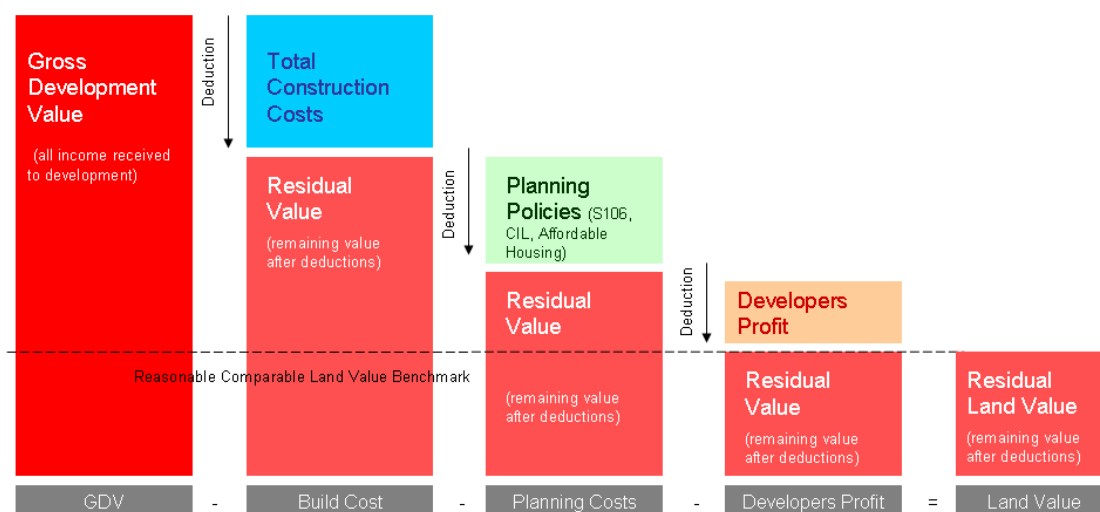 Gross
Development
Value
(all income received
to development)
Deduction
Total
Construction
Costs
Residual
Value
(remaining value
after deductions)
Deduction
Planning
Policies (S106,
CIL, Affordable
Housing)
Residual
Value
(remaining value
after deductions)
Deduction
Developers
Profit
Residual
Value
(remaining value
after deductions)
Residual
Land Value
(remaining value
after deductions)
Reasonable Comparable Land Value Benchmark
GDV - Build Cost - Planning Costs - Developers Profit = Land Value